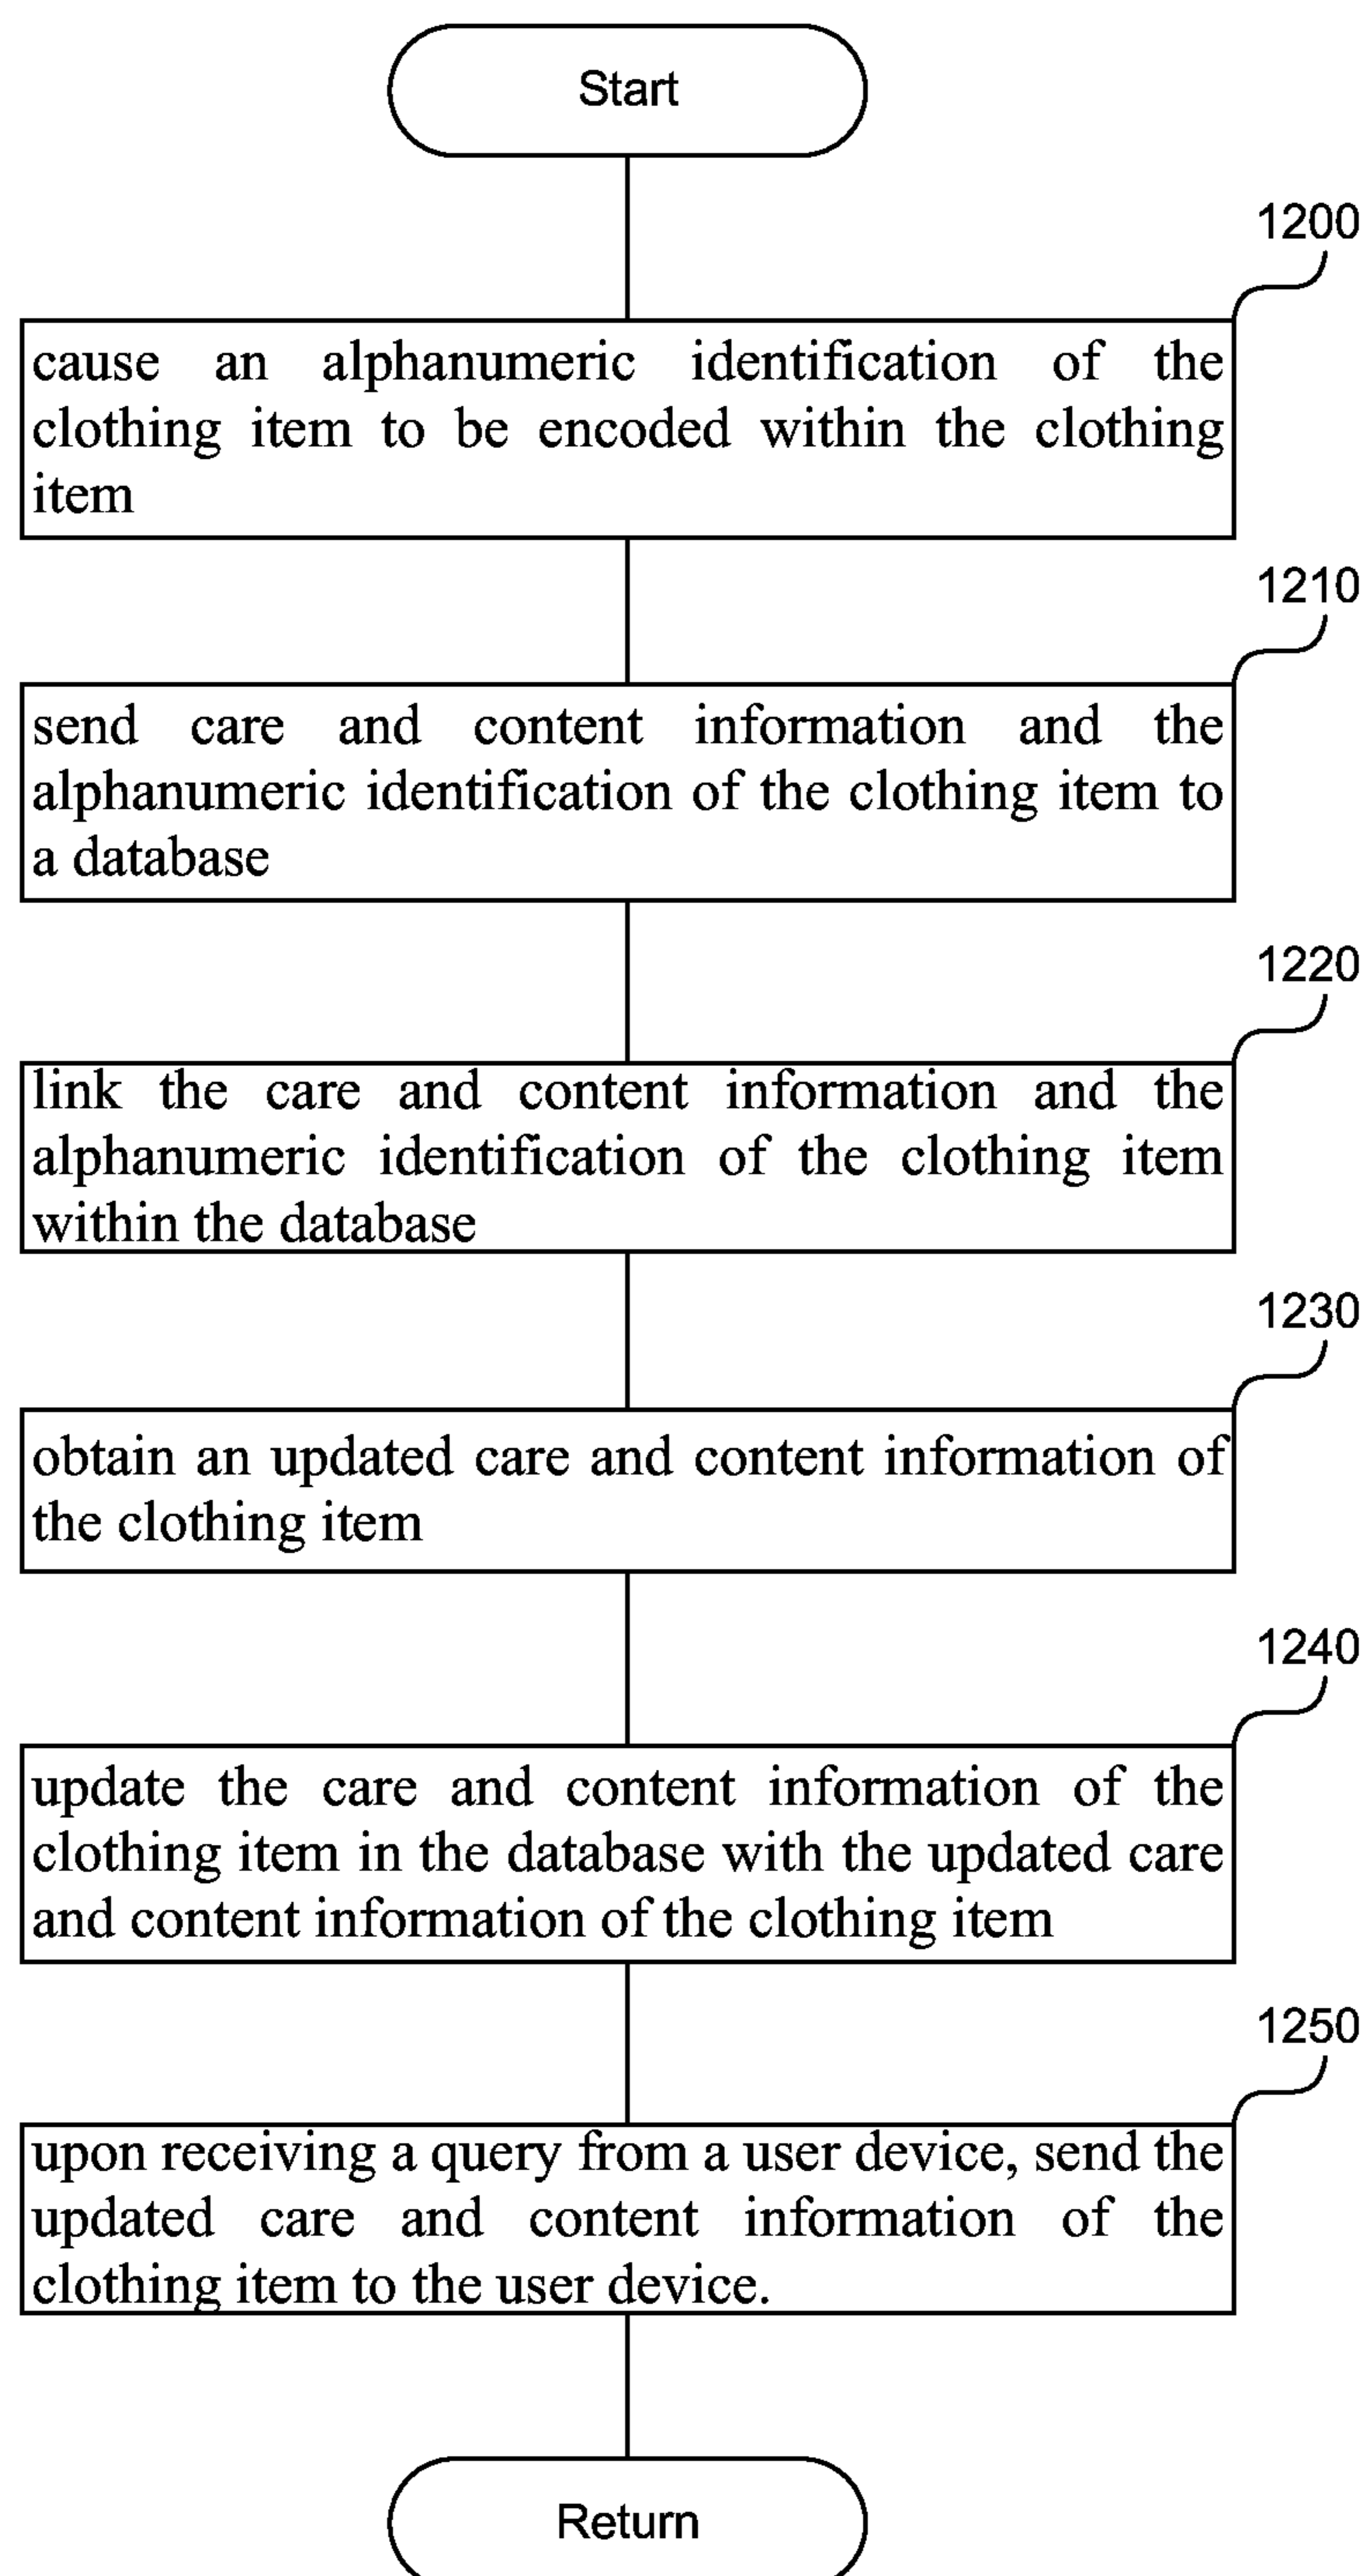 Start
1200
cause an alphanumeric identification of the
clothing item to be encoded within the clothing
item
1210
send care and content information and the
alphanumeric identification of the clothing item to
a database
1220
link the care and content information and the
alphanumeric identification of the clothing item
within the database
1230
obtain an updated care and content information of
the clothing item
1240
update the care and content information of the
clothing item in the database with the updated care
and content information of the clothing item
1250
upon receiving a query from a user device, send the
updated care and content information of the
clothing item to the user device.
Return